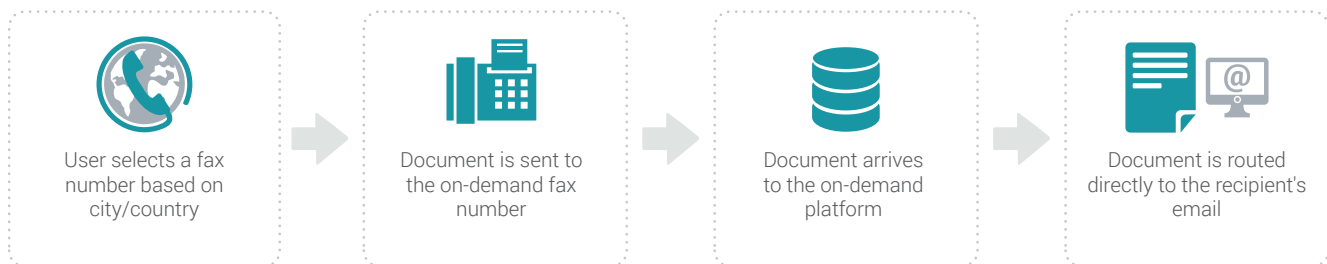 User selects a fax
number based on
city/country
Document is sent to
the on-demand fax
number
Document arrives
to the on-demand
platform
@
Document is routed
directly to the recipient's
email